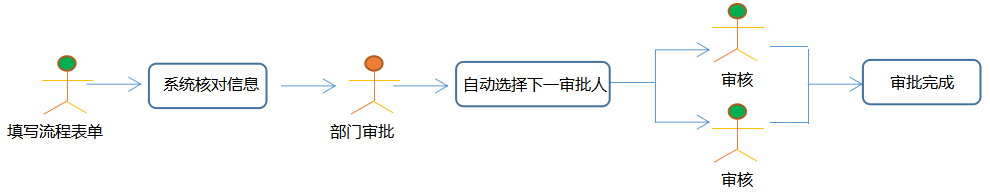 填写流程表单
系统核对信息
部门审批
自动选择下一审批人
审核
审核
审批完成